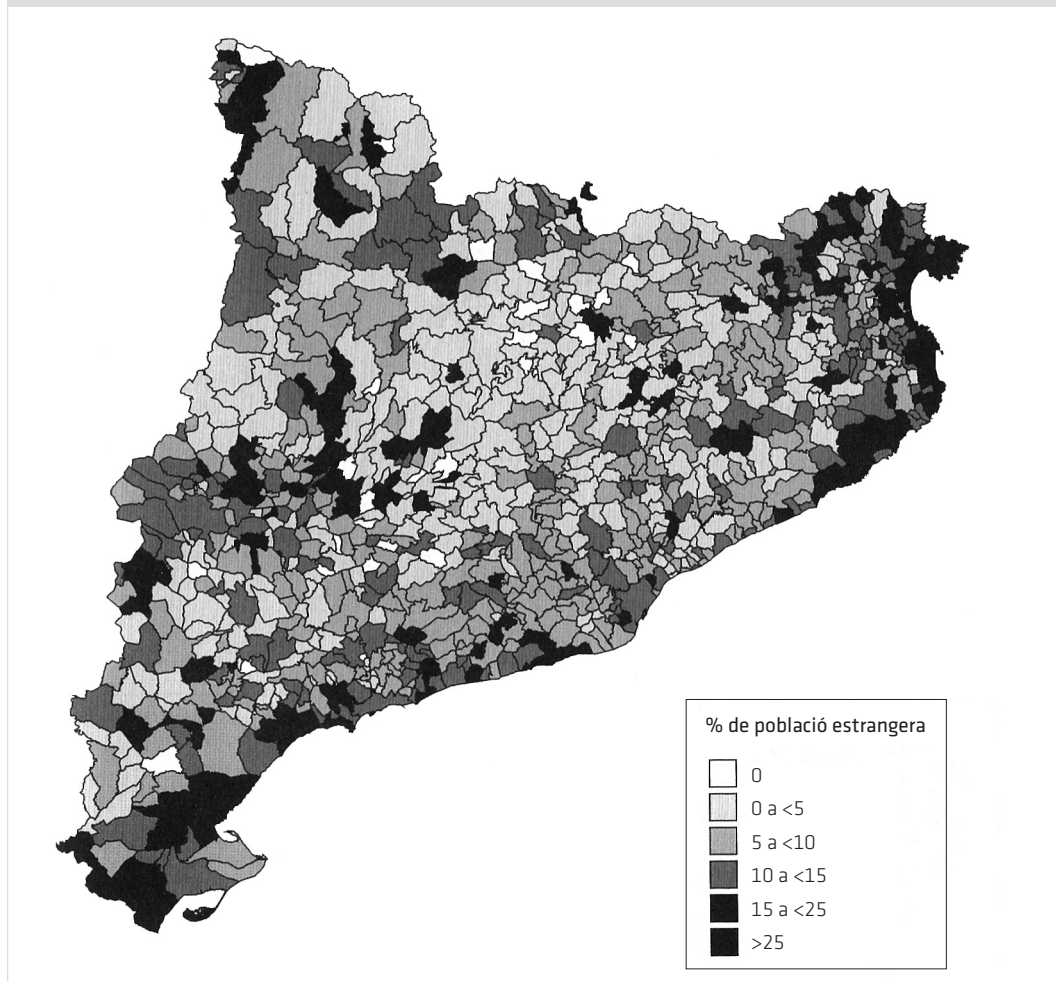 % de població estrangera
0
0 a <5
5 a <10
10 a <15
15 a <25
>25